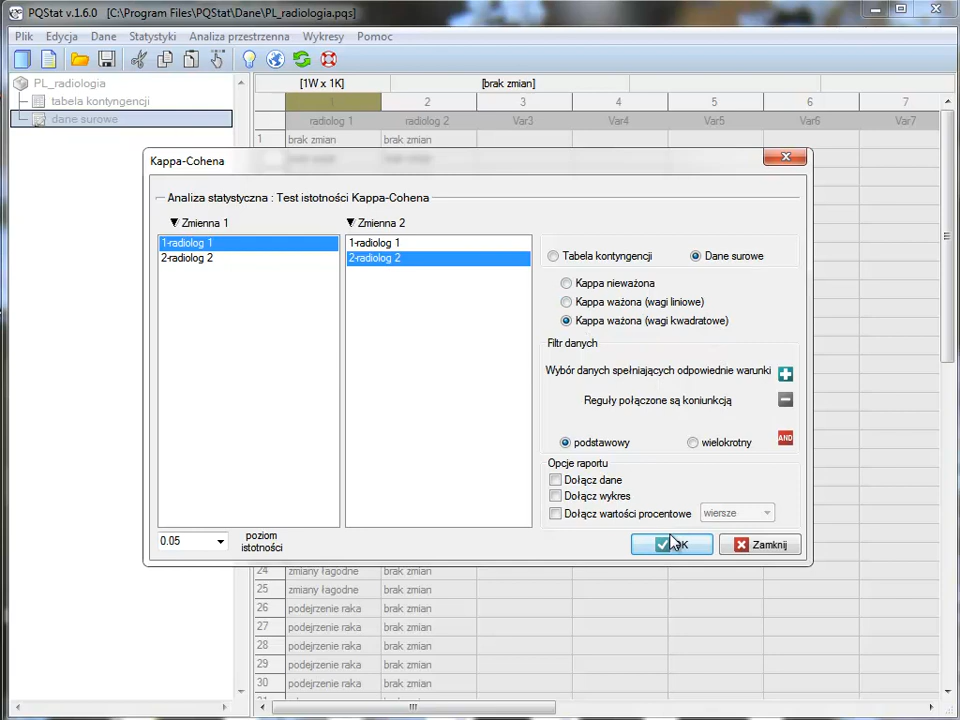 PQStat v.1.6.0 [C:\Program Files\PQStat\Dane\PL_radiologia.pqs]
Plik Edycja Dane Statystyki Analiza przestrzenna Wykresy Pomoc
PL_radiologia
tabela kontyngencji
dane surowe
[1W x 1K] [brak zmian]
1 2 3 4 5 6 7
radiolog 1 radiolog 2 Var3 Var4 Var5 Var6 Var7
1 brak zmian brak zmian
Kappa-Cohena
Analiza statystyczna : Test istotności Kappa-Cohena
Zmienna 1 Zmienna 2
1-radiolog 1 1-radiolog 1
2-radiolog 2 2-radiolog 2
Tabela kontyngencji Dane surowe
Kappa nieważona
Kappa ważona (wagi liniowe)
Kappa ważona (wagi kwadratowe)
Filtr danych
Wybór danych spełniających odpowiednie warunki
Reguły połączone są koniunkcją
podstawowy wielokrotny AND
Opcje raportu
Dołącz dane
Dołącz wykres
Dołącz wartości procentowe wiersze
0.05 poziom istotności
OK Zamknij
24 zmiany łagodne brak zmian
25 zmiany łagodne brak zmian
26 podejrzenie raka brak zmian
27 podejrzenie raka brak zmian
28 podejrzenie raka brak zmian
29 podejrzenie raka brak zmian
30 podejrzenie raka brak zmian